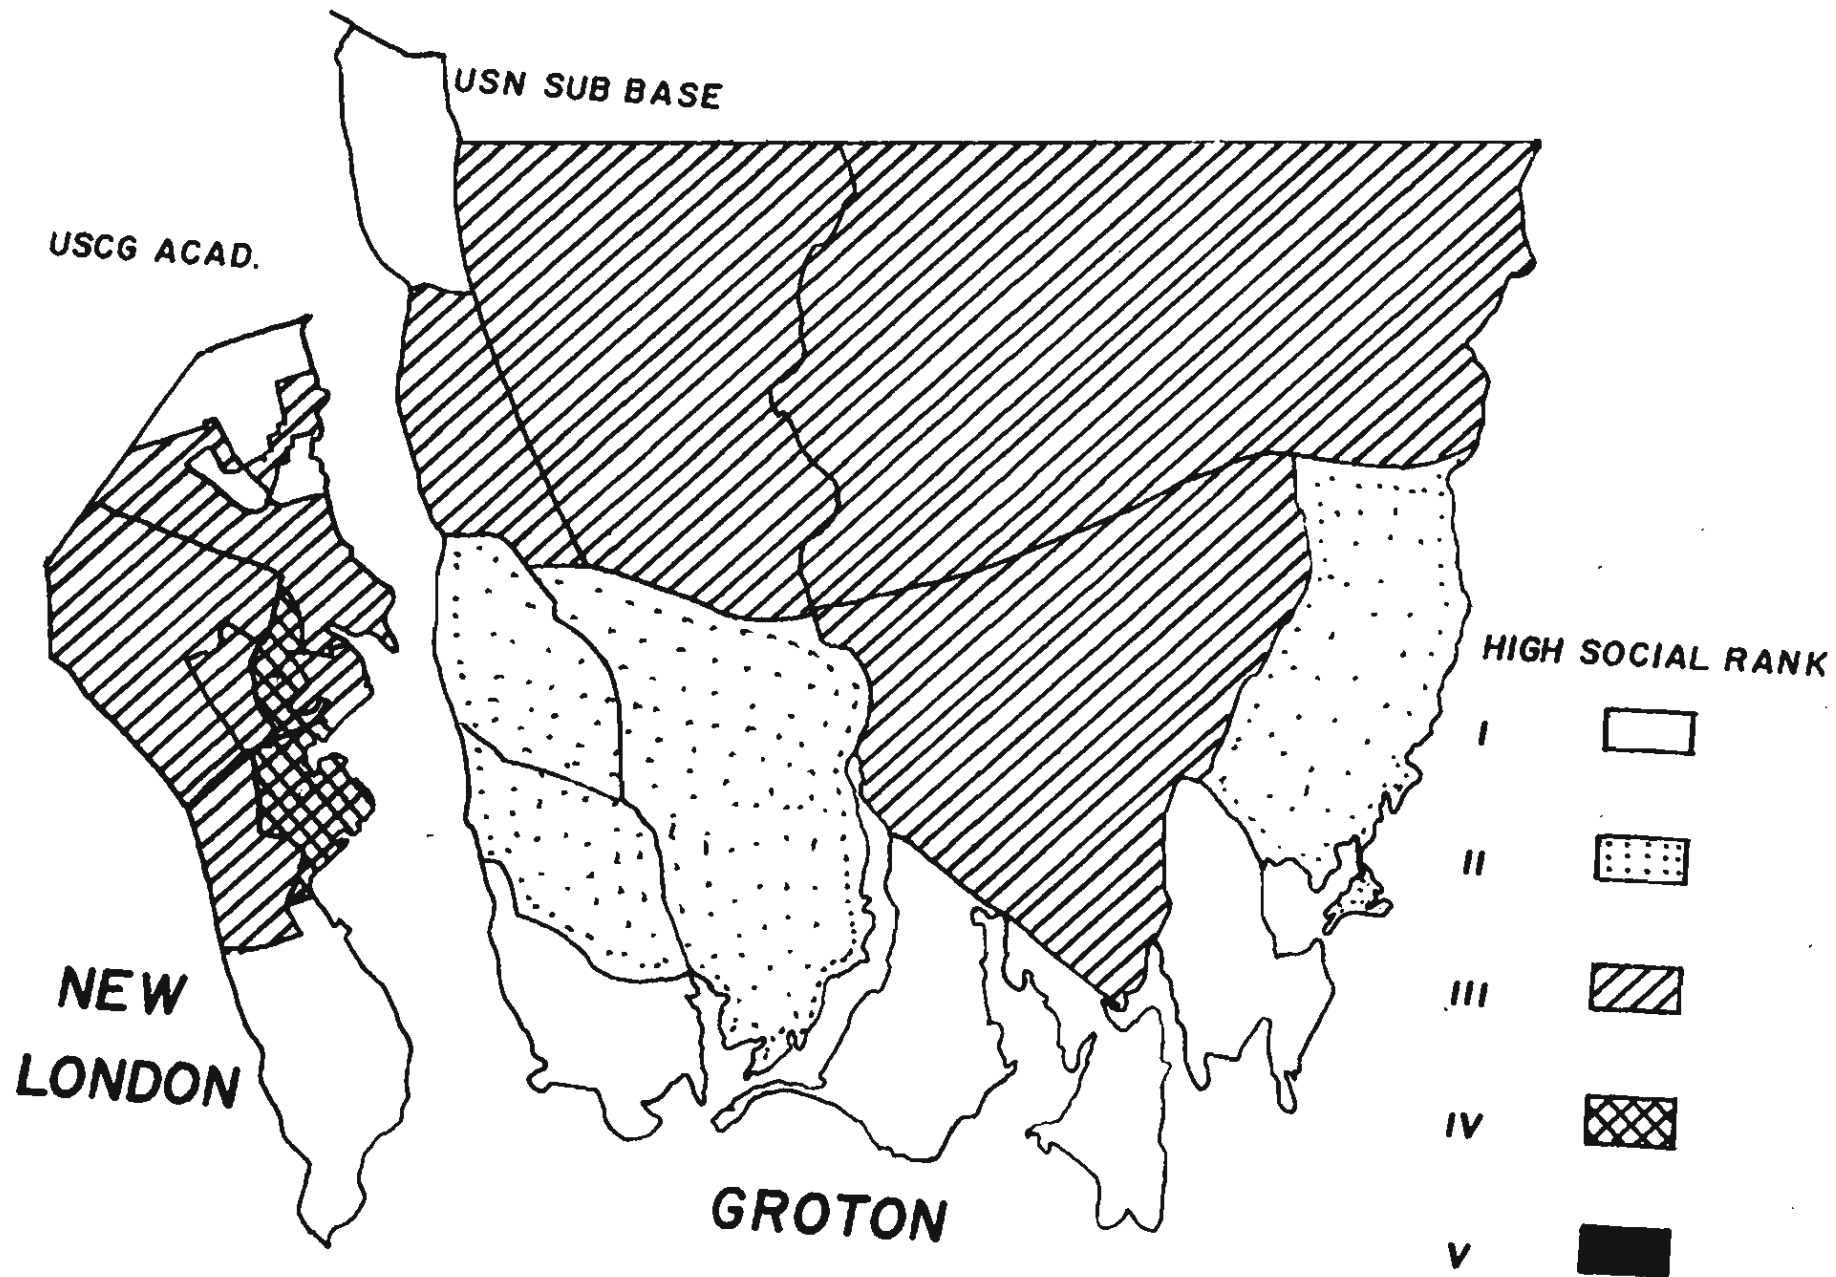 USN SUB BASE
USCG ACAD.
HIGH SOCIAL RANK
I
II
III
IV
V
NEW
LONDON
GROTON